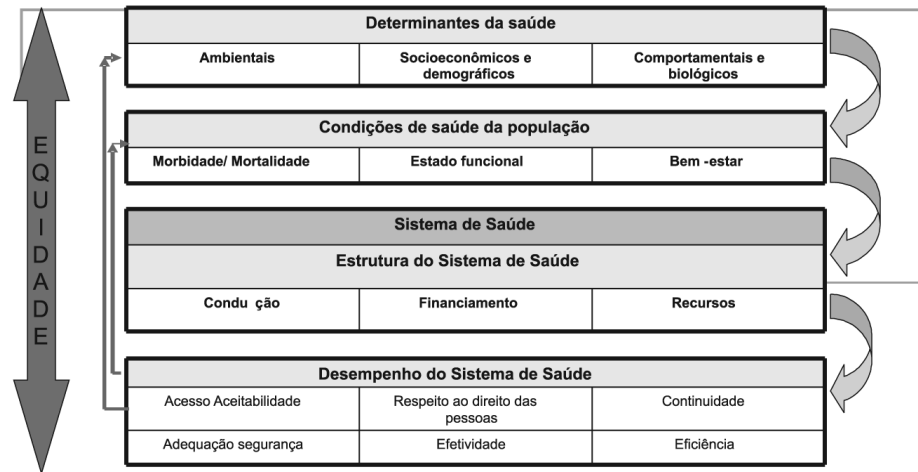 EQUIDADE
Determinantes da saúde
Ambientais
Socioeconômicos e
demográficos
Comportamentais e
biológicos
Condições de saúde da população
Morbidade/ Mortalidade
Estado funcional
Bem -estar
Sistema de Saúde
Estrutura do Sistema de Saúde
Condu ção
Financiamento
Recursos
Desempenho do Sistema de Saúde
Acesso Aceitabilidade
Respeito ao direito das
pessoas
Continuidade
Adequação segurança
Efetividade
Eficiência